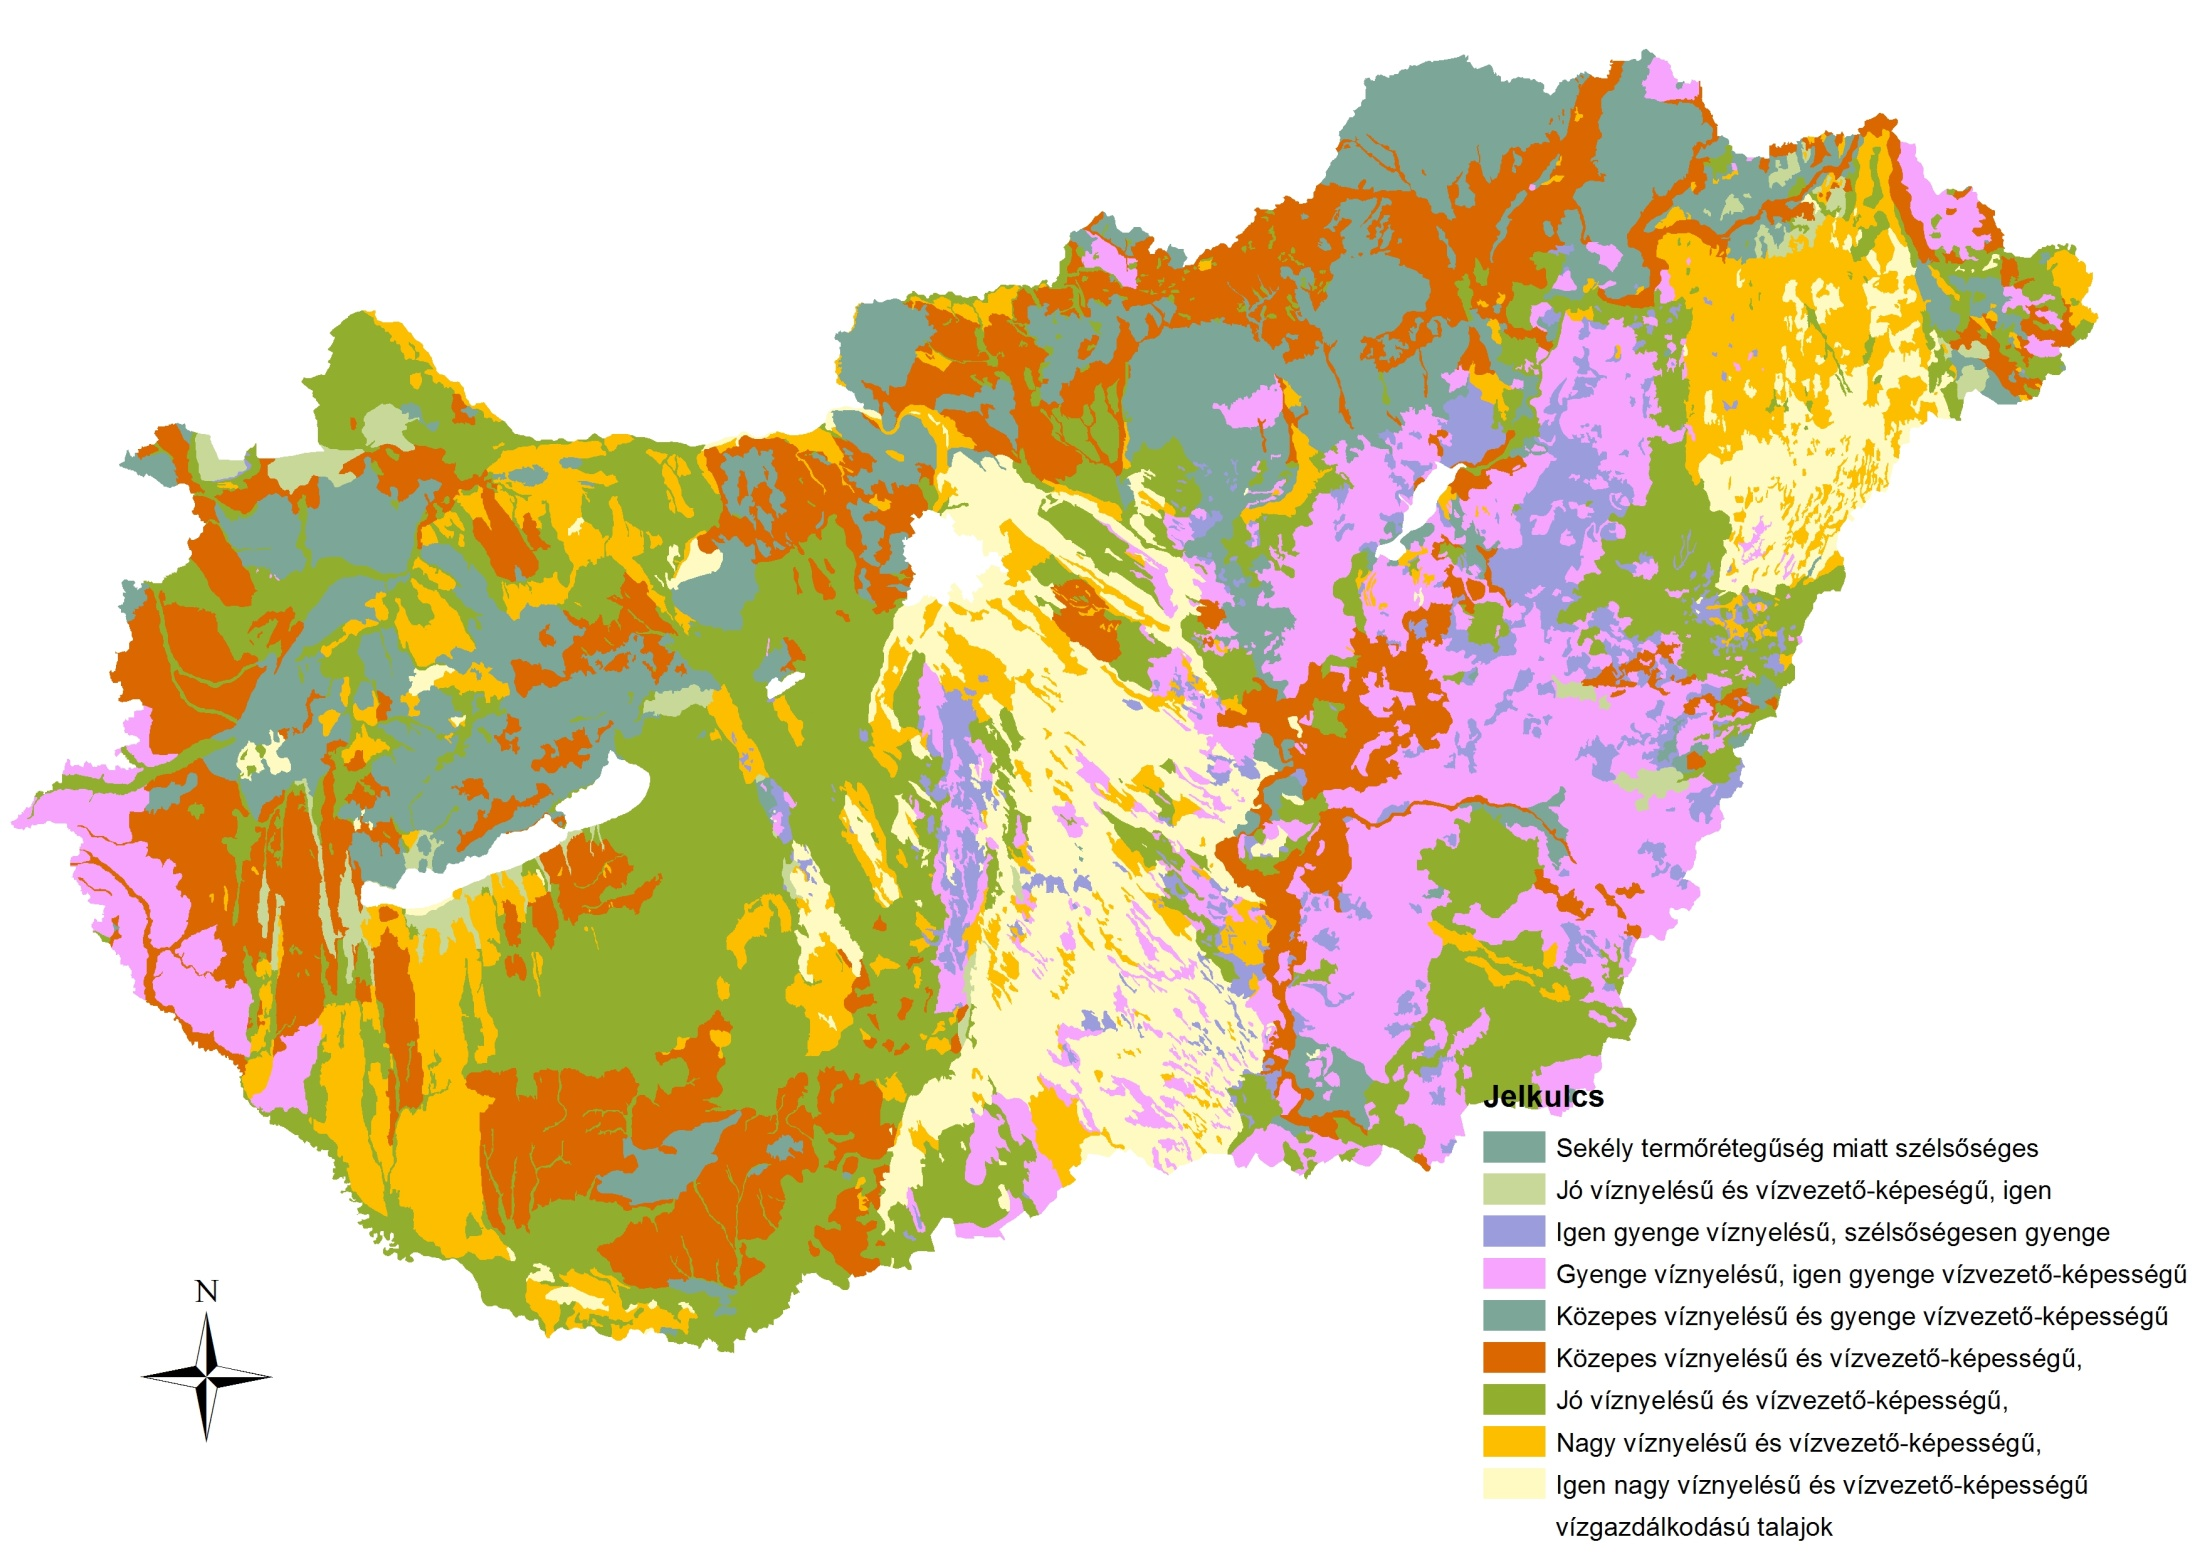 Jelkulcs
Sekély termőrétegűség miatt szélsőséges
Jó víznyelésű és vízvezető-képeségű, igen
Igen gyenge víznyelésű, szélsőségesen gyenge
Gyenge víznyelésű, igen gyenge vízvezető-képességű
Közepes víznyelésű és gyenge vízvezető-képességű
Közepes víznyelésű és vízvezető-képességű,
Jó víznyelésű és vízvezető-képességű,
Nagy víznyelésű és vízvezető-képességű,
Igen nagy víznyelésű és vízvezető-képességű
vízgazdálkodású talajok
N